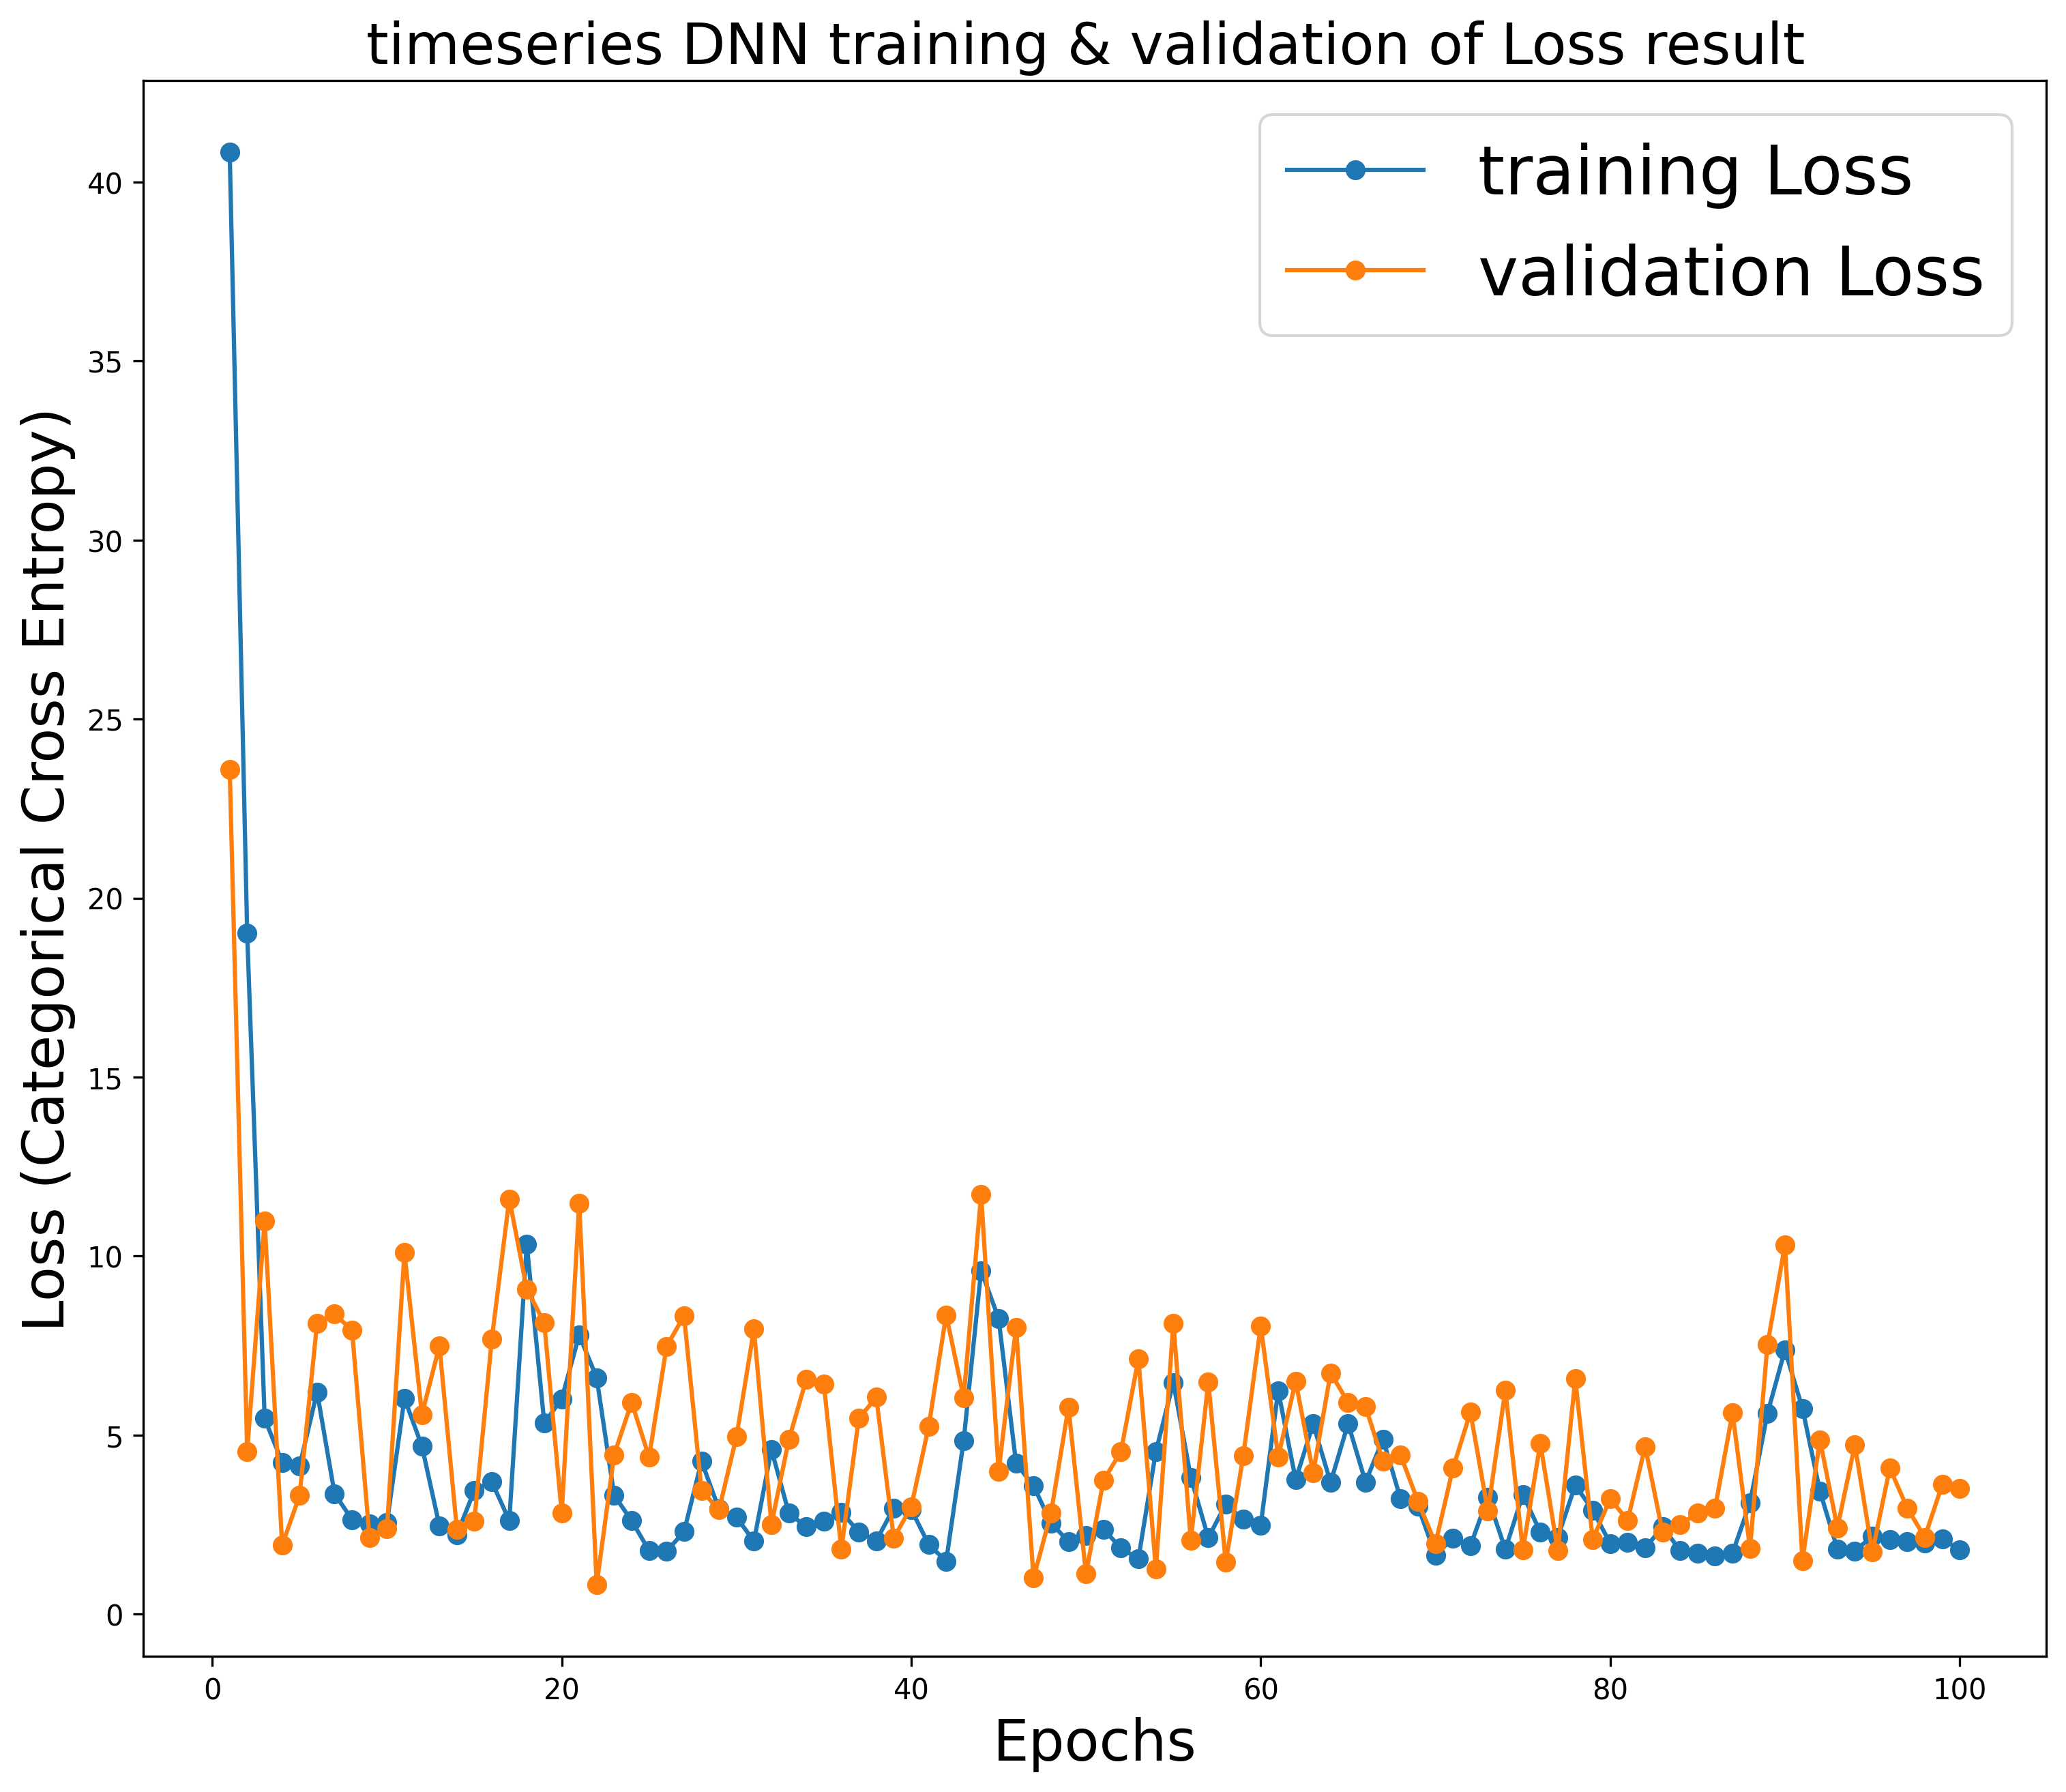 timeseries DNN training & validation of Loss result
training Loss
validation Loss
Loss (Categorical Cross Entropy)
40
35
30
25
20
15
10
5
0
0 20 40 60 80 100
Epochs